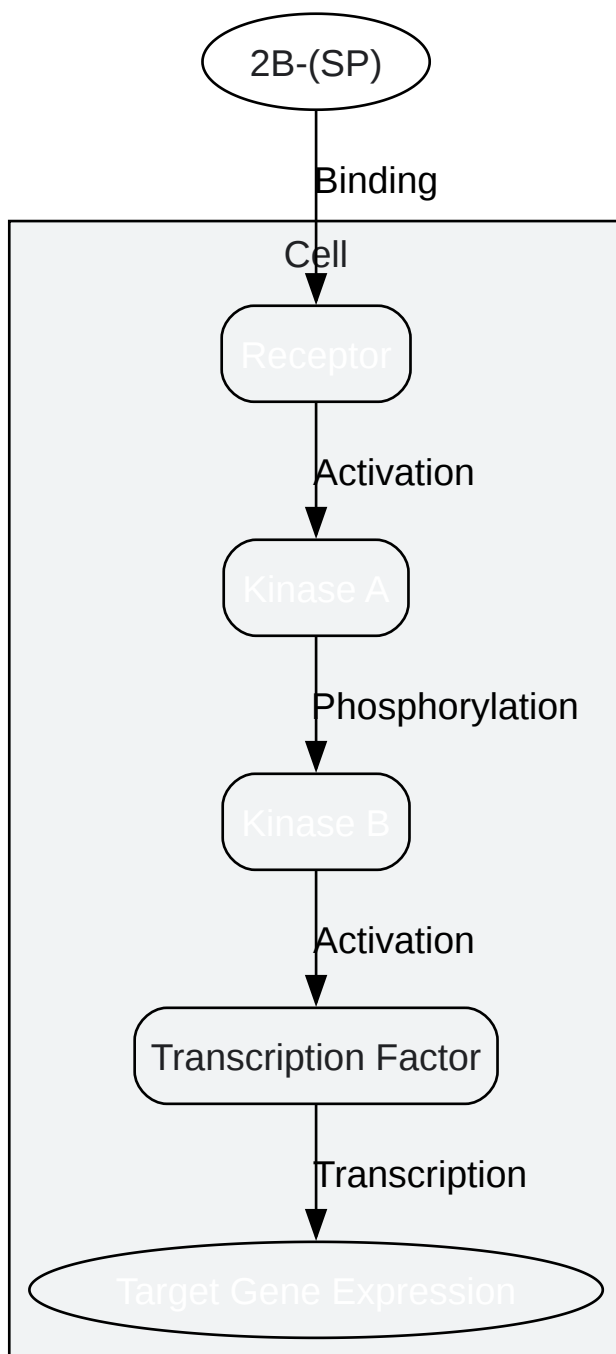 2B-(SP)
Binding
Cell
Receptor
Activation
Kinase A
Phosphorylation
Kinase B
Activation
Transcription Factor
Transcription
Target Gene Expression